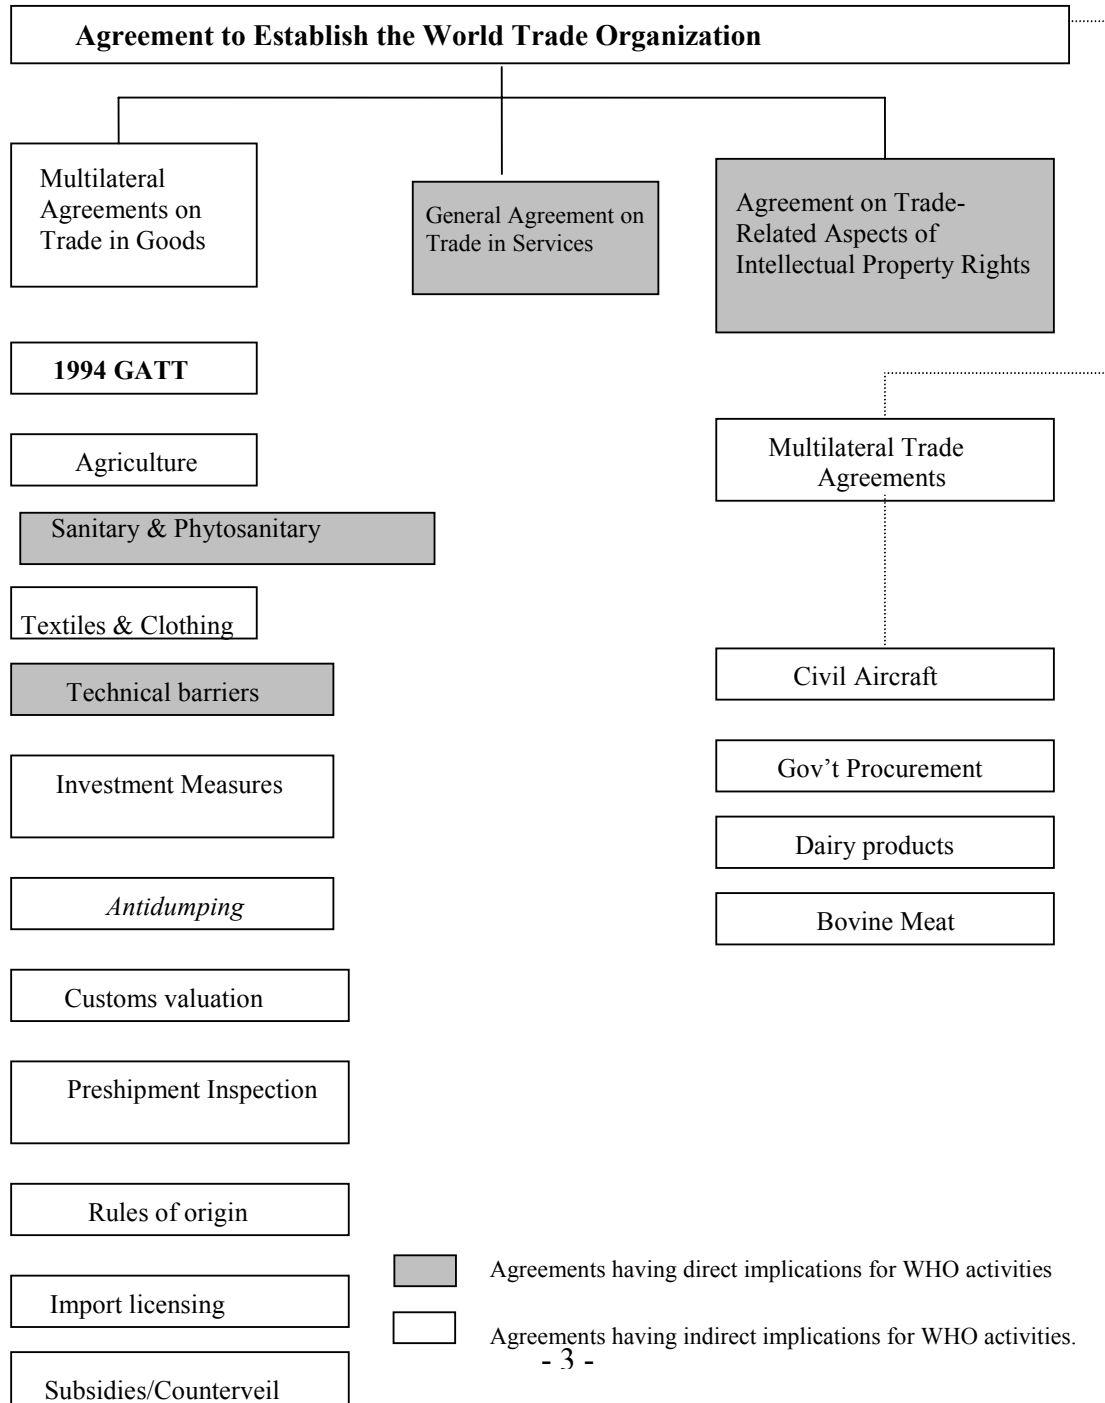 Agreement to Establish the World Trade Organization
Multilateral
Agreements on
Trade in Goods
General Agreement on
Trade in Services
Agreement on Trade-
Related Aspects of
Intellectual Property Rights
1994 GATT
Agriculture
Sanitary & Phytosanitary
Textiles & Clothing
Technical barriers
Investment Measures
Antidumping
Customs valuation
Preshipment Inspection
Rules of origin
Import licensing
Subsidies/Counterveil
Multilateral Trade
Agreements
Civil Aircraft
Gov’t Procurement
Dairy products
Bovine Meat
Agreements having direct implications for WHO activities
Agreements having indirect implications for WHO activities.
- 3 -